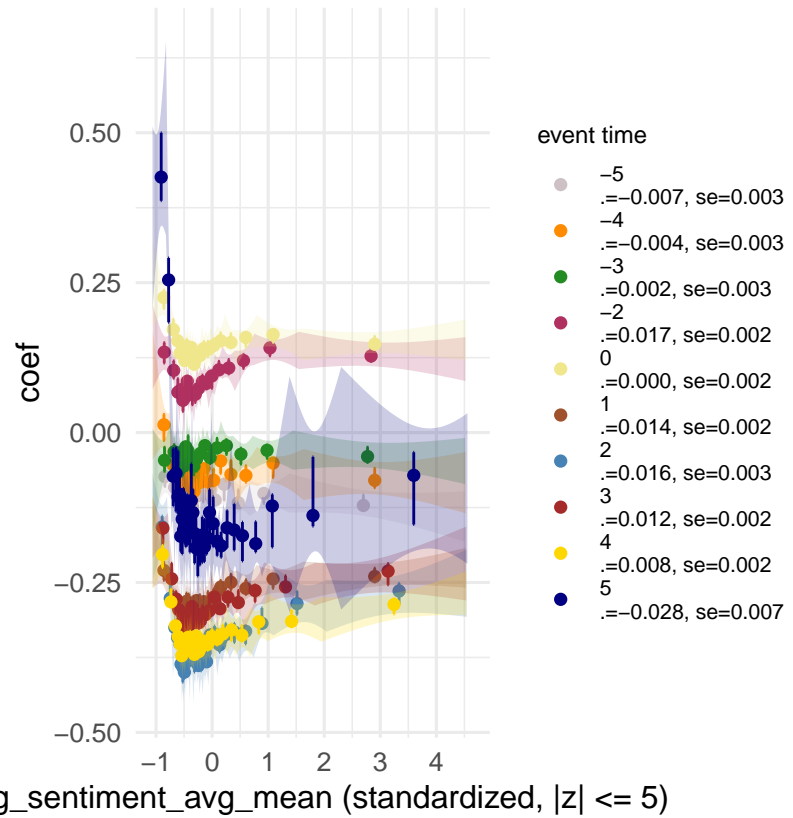 0.50
0.25
0.00
−0.25
−0.50
coef
−1 0 1 2 3 4
g_sentiment_avg_mean (standardized, |z| <= 5)
event time
−5
.=−0.007, se=0.003
−4
.=−0.004, se=0.003
−3
.=0.002, se=0.003
−2
.=0.017, se=0.002
0
.=0.000, se=0.002
1
.=0.014, se=0.002
2
.=0.016, se=0.003
3
.=0.012, se=0.002
4
.=0.008, se=0.002
5
.=−0.028, se=0.007